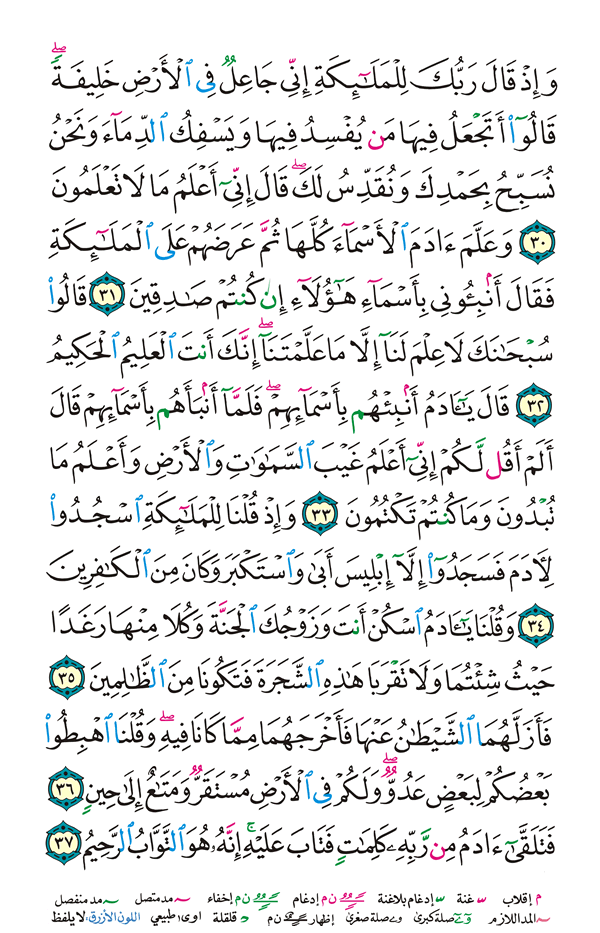 وَإِذْ قَالَ رَبُّكَ لِلْمَلَٰٓئِكَةِ إِنِّى جَاعِلٌ فِى ٱلْأَرْضِ خَلِيفَةً ۖ
قَالُوٓا۟ أَتَجْعَلُ فِيهَا مَن يُفْسِدُ فِيهَا وَيَسْفِكُ ٱلدِّمَآءَ وَنَحْنُ
نُسَبِّحُ بِحَمْدِكَ وَنُقَدِّسُ لَكَ ۖ قَالَ إِنِّىٓ أَعْلَمُ مَا لَا تَعْلَمُونَ
٣٠ وَعَلَّمَ ءَادَمَ ٱلْأَسْمَآءَ كُلَّهَا ثُمَّ عَرَضَهُمْ عَلَى ٱلْمَلَٰٓئِكَةِ
فَقَالَ أَنۢبِـُٔونِى بِأَسْمَآءِ هَٰٓؤُلَآءِ إِن كُنتُمْ صَٰدِقِينَ ٣١ قَالُوا۟
سُبْحَٰنَكَ لَا عِلْمَ لَنَآ إِلَّا مَا عَلَّمْتَنَآ ۖ إِنَّكَ أَنتَ ٱلْعَلِيمُ ٱلْحَكِيمُ
٣٢ قَالَ يَٰٓـَٔادَمُ أَنۢبِئْهُم بِأَسْمَآئِهِمْ ۖ فَلَمَّآ أَنۢبَأَهُم بِأَسْمَآئِهِمْ قَالَ
أَلَمْ أَقُل لَّكُمْ إِنِّىٓ أَعْلَمُ غَيْبَ ٱلسَّمَٰوَٰتِ وَٱلْأَرْضِ وَأَعْلَمُ مَا
تُبْدُونَ وَمَا كُنتُمْ تَكْتُمُونَ ٣٣ وَإِذْ قُلْنَا لِلْمَلَٰٓئِكَةِ ٱسْجُدُوا۟
لِـَٔادَمَ فَسَجَدُوٓا۟ إِلَّآ إِبْلِيسَ أَبَىٰ وَٱسْتَكْبَرَ وَكَانَ مِنَ ٱلْكَٰفِرِينَ
٣٤ وَقُلْنَا يَٰٓـَٔادَمُ ٱسْكُنْ أَنتَ وَزَوْجُكَ ٱلْجَنَّةَ وَكُلَا مِنْهَا رَغَدًا
حَيْثُ شِئْتُمَا وَلَا تَقْرَبَا هَٰذِهِ ٱلشَّجَرَةَ فَتَكُونَا مِنَ ٱلظَّٰلِمِينَ ٣٥
فَأَزَلَّهُمَا ٱلشَّيْطَٰنُ عَنْهَا فَأَخْرَجَهُمَا مِمَّا كَانَا فِيهِ ۖ وَقُلْنَا ٱهْبِطُوا۟
بَعْضُكُمْ لِبَعْضٍ عَدُوٌّ ۖ وَلَكُمْ فِى ٱلْأَرْضِ مُسْتَقَرٌّ وَمَتَٰعٌ إِلَىٰ حِينٍ ٣٦
فَتَلَقَّىٰٓ ءَادَمُ مِن رَّبِّهِۦ كَلِمَٰتٍ فَتَابَ عَلَيْهِ ۚ إِنَّهُۥ هُوَ ٱلتَّوَّابُ ٱلرَّحِيمُ ٣٧
م إقلاب غنة إدغام بلاغنة ن م إدغام ن م إخفاء مد متصل مد منفصل
المد اللازم صلة كبرى صلة صغرى إظهار ن م قلقلة اوى؛ طبيعي اللون الأزرق؛ لا يلفظ